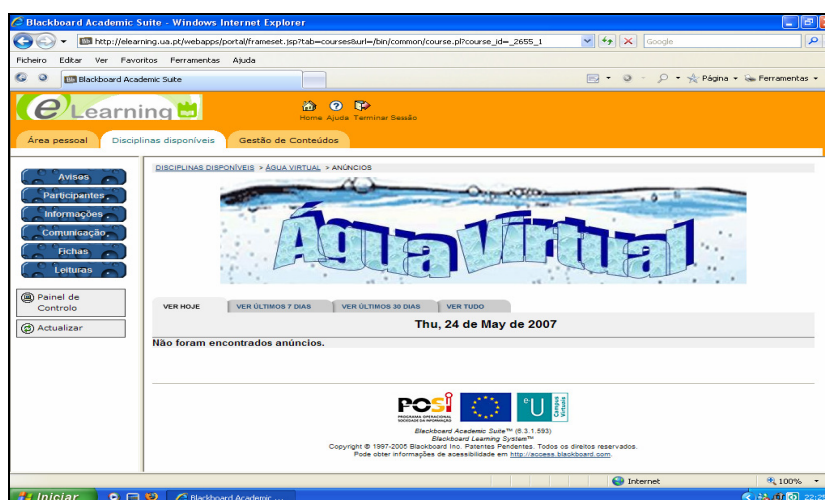 Blackboard Academic Suite - Windows Internet Explorer
http://elearning.ua.pt/webapps/portal/frameset.jsp?tab=courses&url=/bin/common/course.pl?course_id=_2655_1
Google
Ficheiro Editar Ver Favoritos Ferramentas Ajuda
Blackboard Academic Suite
Página Ferramentas
eLearning
Home Ajuda Terminar Sessão
Área pessoal Disciplinas disponíveis Gestão de Conteúdos
DISCIPLINAS DISPONÍVEIS > ÁGUA VIRTUAL > ANÚNCIOS
Avisos
Participantes
Informações
Comunicação
Fichas
Leituras
Painel de
Controlo
Actualizar
Água Virtual
VER HOJE VER ÚLTIMOS 7 DIAS VER ÚLTIMOS 30 DIAS VER TUDO
Thu, 24 de May de 2007
Não foram encontrados anúncios.
POSI
PROGRAMA OPERACIONAL
SOCIEDADE DA INFORMAÇÃO
eU Campus Virtuais
Blackboard Academic Suite™ (6.3.1.593)
Blackboard Learning System™
Copyright © 1997-2005 Blackboard Inc. Patentes Pendentes. Todos os direitos reservados.
Pode obter informações de acessibilidade em http://access.blackboard.com.
Internet 100%
Iniciar Blackboard Academic ...